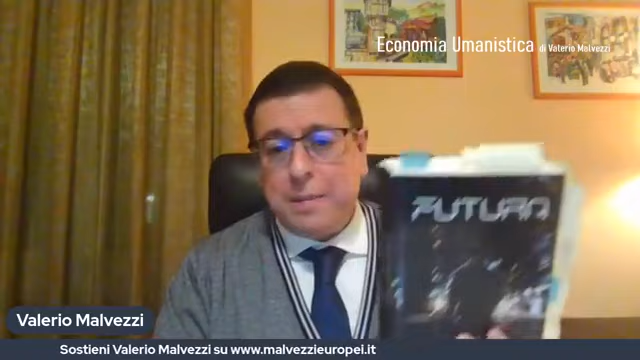 Economia Umanistica di Valerio Malvezzi
FUTURA
Valerio Malvezzi
Sostieni Valerio Malvezzi su www.malvezzieuropei.it